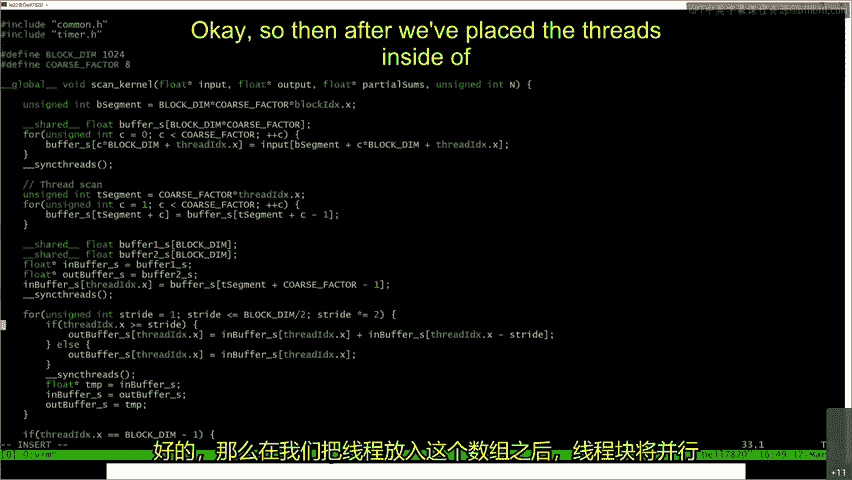 Okay, so then after we've placed the threads
inside of
#include "common.h"
#include "timer.h"
#define BLOCK_DIM 1024
#define COARSE_FACTOR 8
__global__ void scan_kernel(float* input, float* output, float* partialSums, unsigned int N) {
unsigned int bSegment = BLOCK_DIM*COARSE_FACTOR*blockIdx.x;
__shared__ float buffer_s[BLOCK_DIM*COARSE_FACTOR];
for(unsigned int c = 0; c < COARSE_FACTOR; ++c) {
buffer_s[c*BLOCK_DIM + threadIdx.x] = input[bSegment + c*BLOCK_DIM + threadIdx.x];
}
__syncthreads();
// Thread scan
unsigned int tSegment = COARSE_FACTOR*threadIdx.x;
for(unsigned int c = 1; c < COARSE_FACTOR; ++c) {
buffer_s[tSegment + c] = buffer_s[tSegment + c - 1];
}
__shared__ float buffer1_s[BLOCK_DIM];
__shared__ float buffer2_s[BLOCK_DIM];
float* inBuffer_s = buffer1_s;
float* outBuffer_s = buffer2_s;
inBuffer_s[threadIdx.x] = buffer_s[tSegment + COARSE_FACTOR - 1];
__syncthreads();
for(unsigned int stride = 1; stride <= BLOCK_DIM/2; stride *= 2) {
if(threadIdx.x >= stride) {
outBuffer_s[threadIdx.x] = inBuffer_s[threadIdx.x] + inBuffer_s[threadIdx.x - stride];
} else {
outBuffer_s[threadIdx.x] = inBuffer_s[threadIdx.x];
}
__syncthreads();
float* tmp = inBuffer_s;
inBuffer_s = outBuffer_s;
outBuffer_s = tmp;
}
if(threadIdx.x == BLOCK_DIM - 1) {
-- INSERT -- 33,1
好的，那么在我们把线程放入这个数组之后，线程块将并行
+11